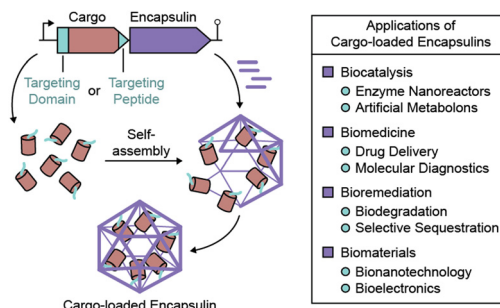 Cargo Encapsulin
Targeting Domain or Targeting Peptide
Self-assembly
Cargo-loaded Encapsulin
Applications of
Cargo-loaded Encapsulins
Biocatalysis
Enzyme Nanoreactors
Artificial Metabolons
Biomedicine
Drug Delivery
Molecular Diagnostics
Bioremediation
Biodegradation
Selective Sequestration
Biomaterials
Bionanotechnology
Bioelectronics